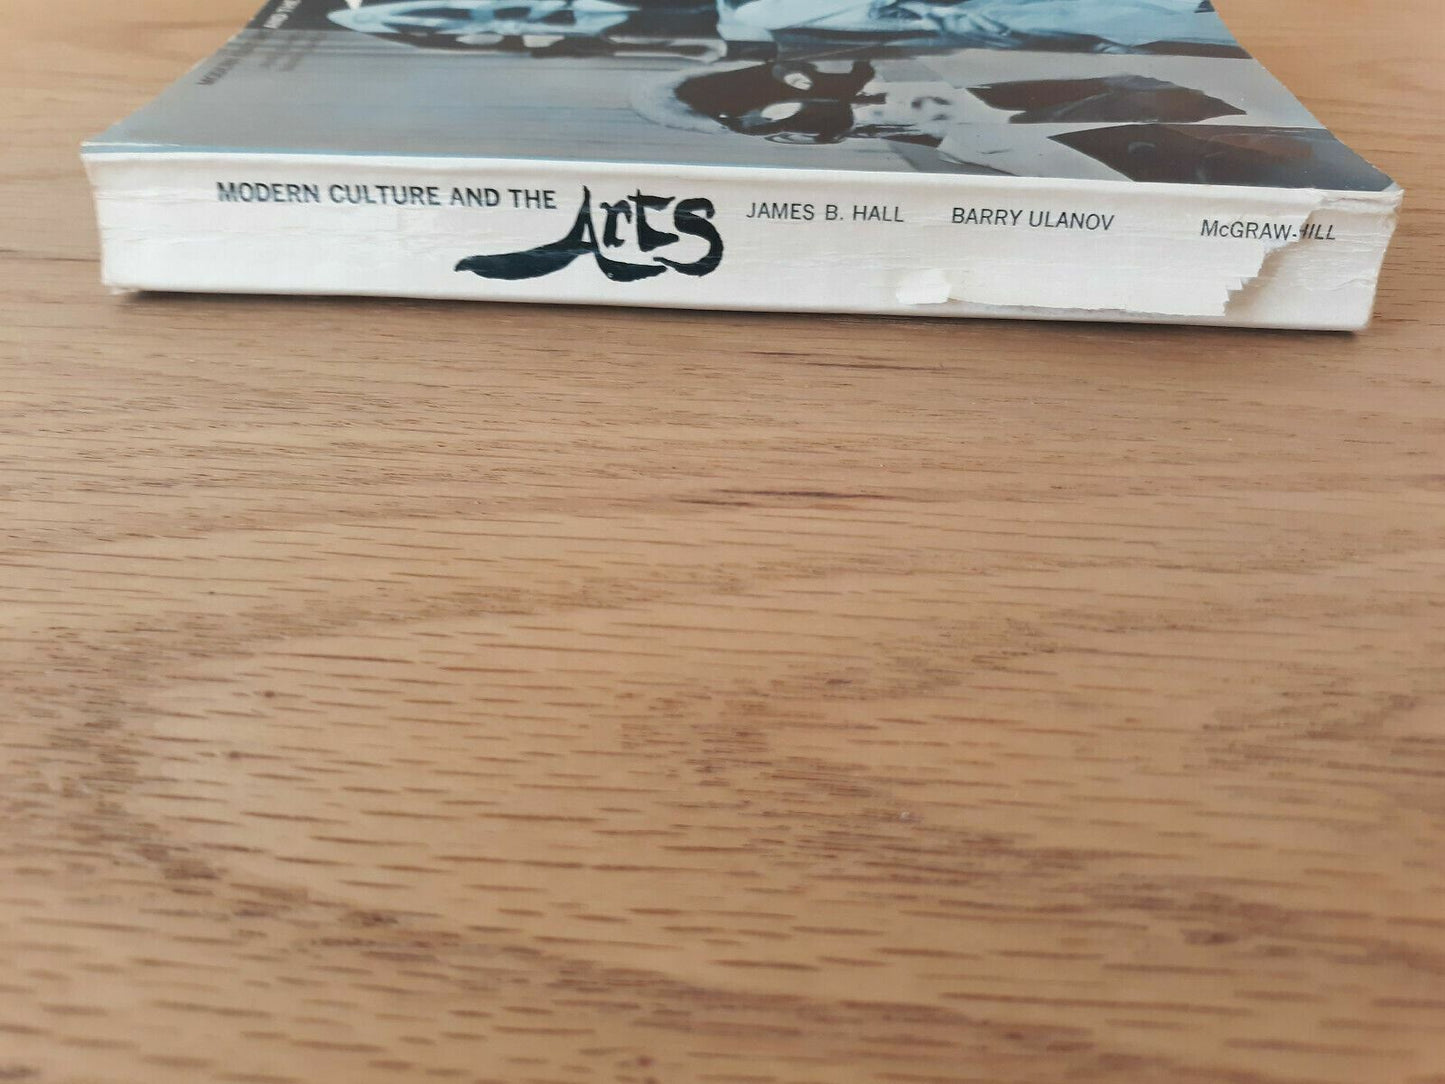 MODERN CULTURE AND THE Arts JAMES B. HALL BARRY ULANOV McGRAW-HILL